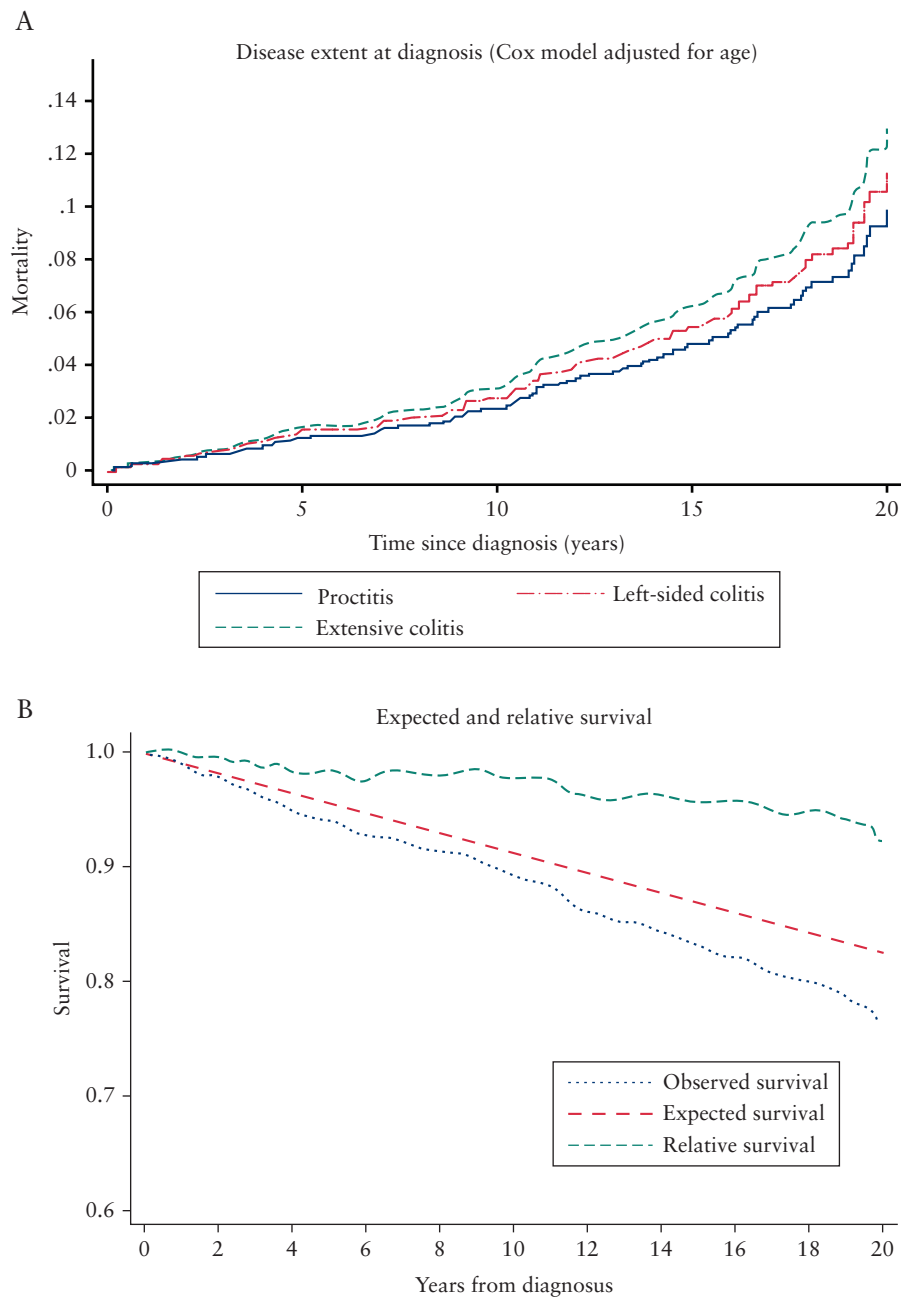 A
Disease extent at diagnosis (Cox model adjusted for age)
.14
.12
.1
.08
.06
.04
.02
0
Mortality
0 5 10 15 20
Time since diagnosis (years)
Proctitis Left-sided colitis
Extensive colitis
B
Expected and relative survival
1.0
0.9
0.8
0.7
0.6
Survival
Observed survival
Expected survival
Relative survival
0 2 4 6 8 10 12 14 16 18 20
Years from diagnosus